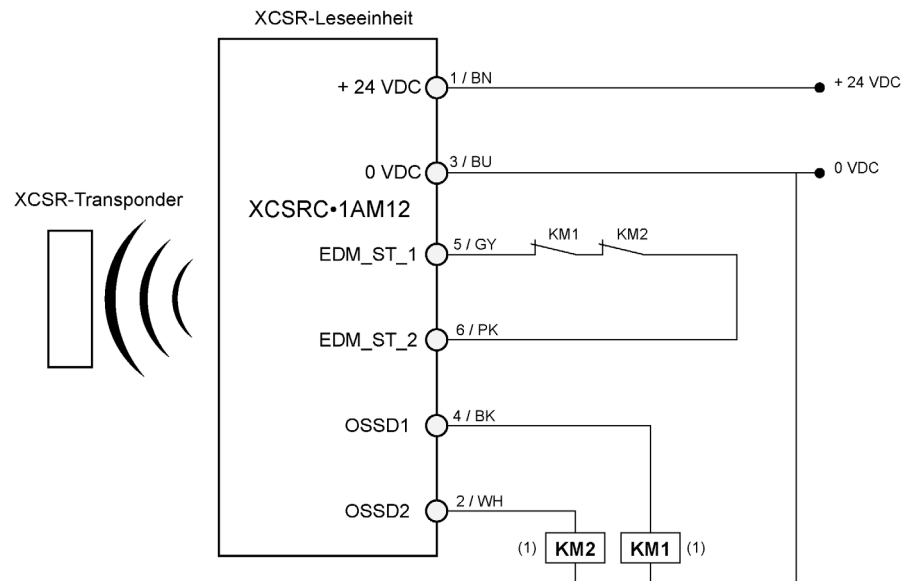 XCSR-Leseeinheit
+ 24 VDC
1 / BN
+ 24 VDC
0 VDC
3 / BU
0 VDC
XCSR-Transponder
XCSRC•1AM12
EDM_ST_1
5 / GY
KM1
KM2
EDM_ST_2
6 / PK
OSSD1
4 / BK
OSSD2
2 / WH
(1)
KM2
KM1
(1)